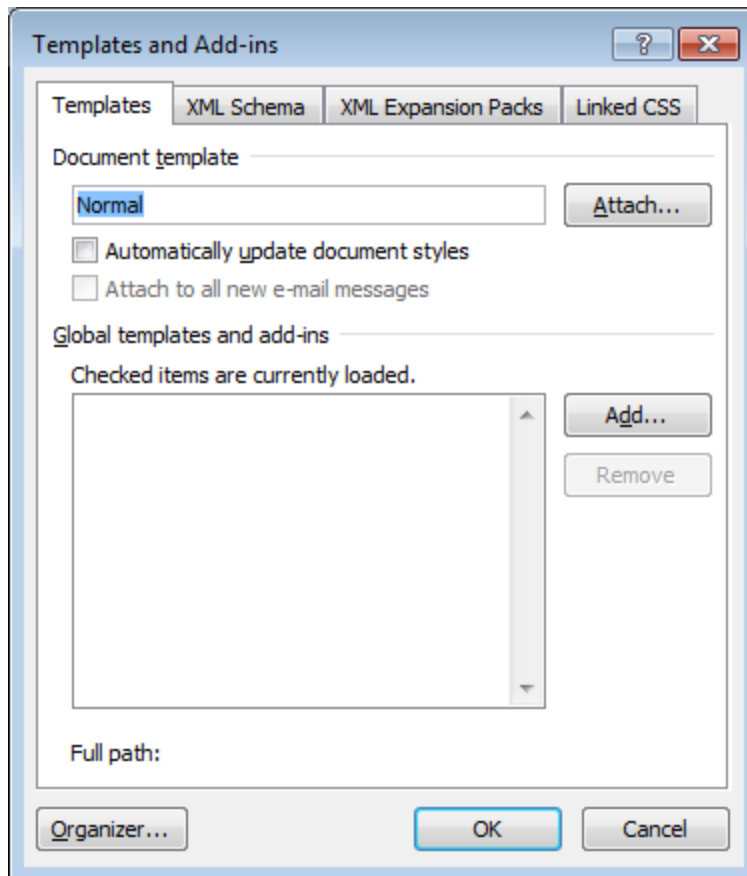 Templates and Add-ins
Templates XML Schema XML Expansion Packs Linked CSS
Document template
Normal Attach...
Automatically update document styles
Attach to all new e-mail messages
Global templates and add-ins
Checked items are currently loaded.
Add...
Remove
Full path:
Organizer... OK Cancel